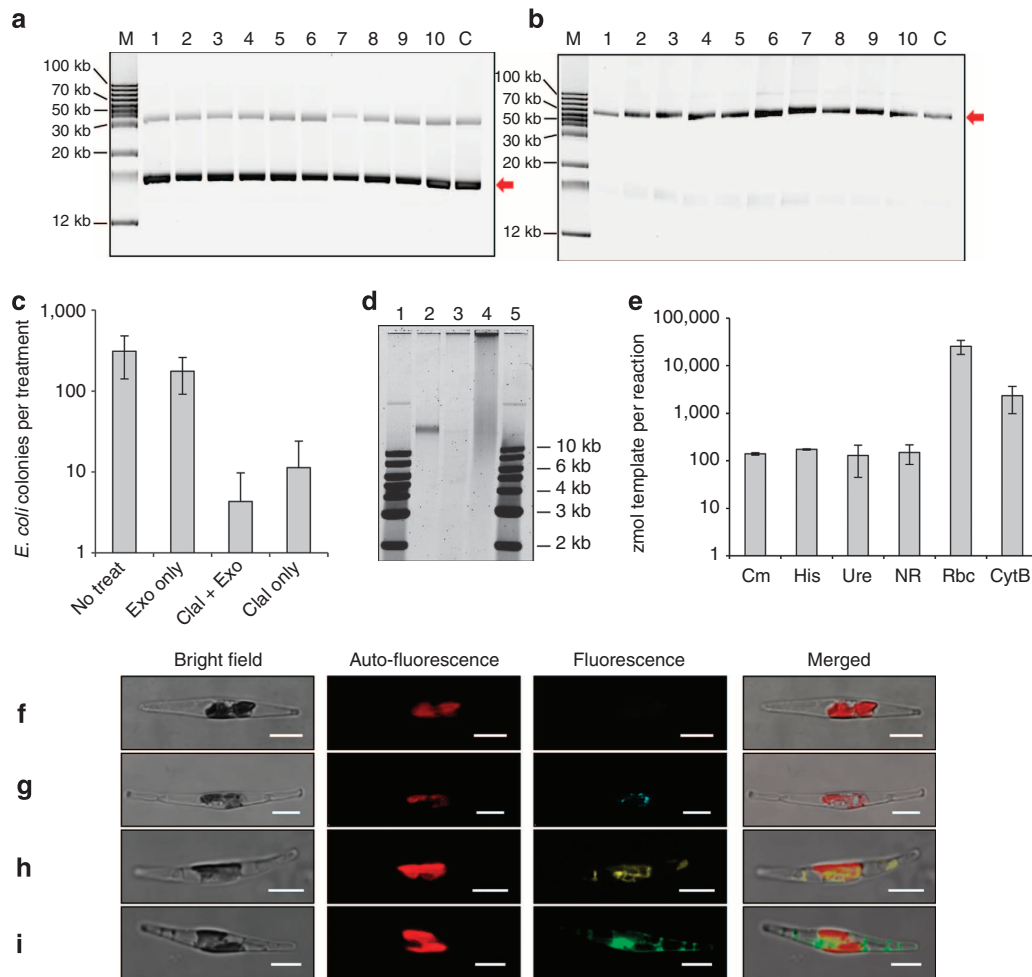 a
M 1 2 3 4 5 6 7 8 9 10 C
100 kb
70 kb
50 kb
30 kb
20 kb
12 kb
b
M 1 2 3 4 5 6 7 8 9 10 C
100 kb
70 kb
50 kb
30 kb
20 kb
12 kb
c
E. coli colonies per treatment
1,000
100
10
1
No treat
Exo only
ClaI + Exo
ClaI only
d
1 2 3 4 5
10 kb
6 kb
4 kb
3 kb
2 kb
e
zmol template per reaction
100,000
10,000
1,000
100
10
1
Cm His Ure NR Rbc CytB
Bright field Auto-fluorescence Fluorescence Merged
f
g
h
i